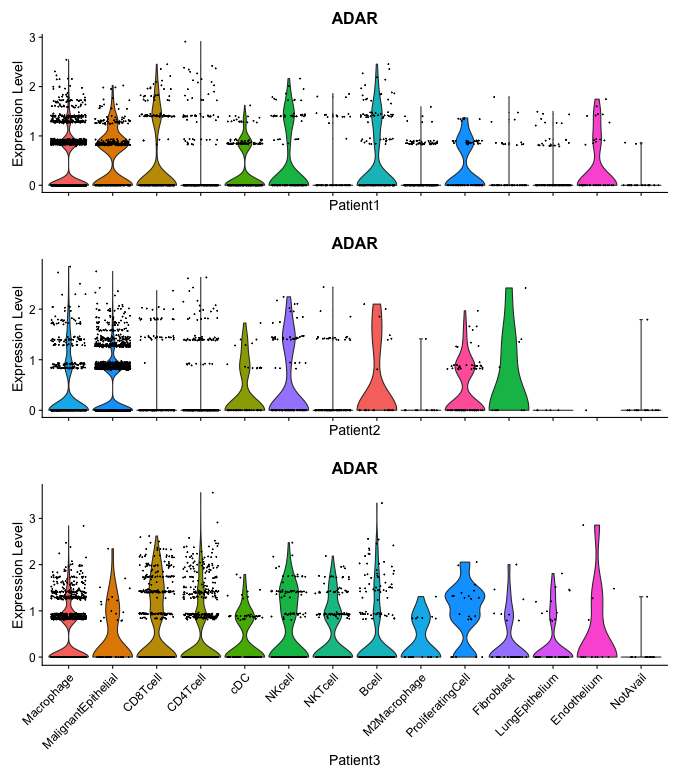 ADAR
Expression Level
3
2
1
0
Patient1
ADAR
Expression Level
2
1
0
Patient2
ADAR
Expression Level
3
2
1
0
Macrophage
MalignantEpithelial
CD8Tcell
CD4Tcell
cDC
NKcell
NKTcell
Bcell
M2Macrophage
ProliferatingCell
Fibroblast
LungEpithelium
Endothelium
NotAvail
Patient3